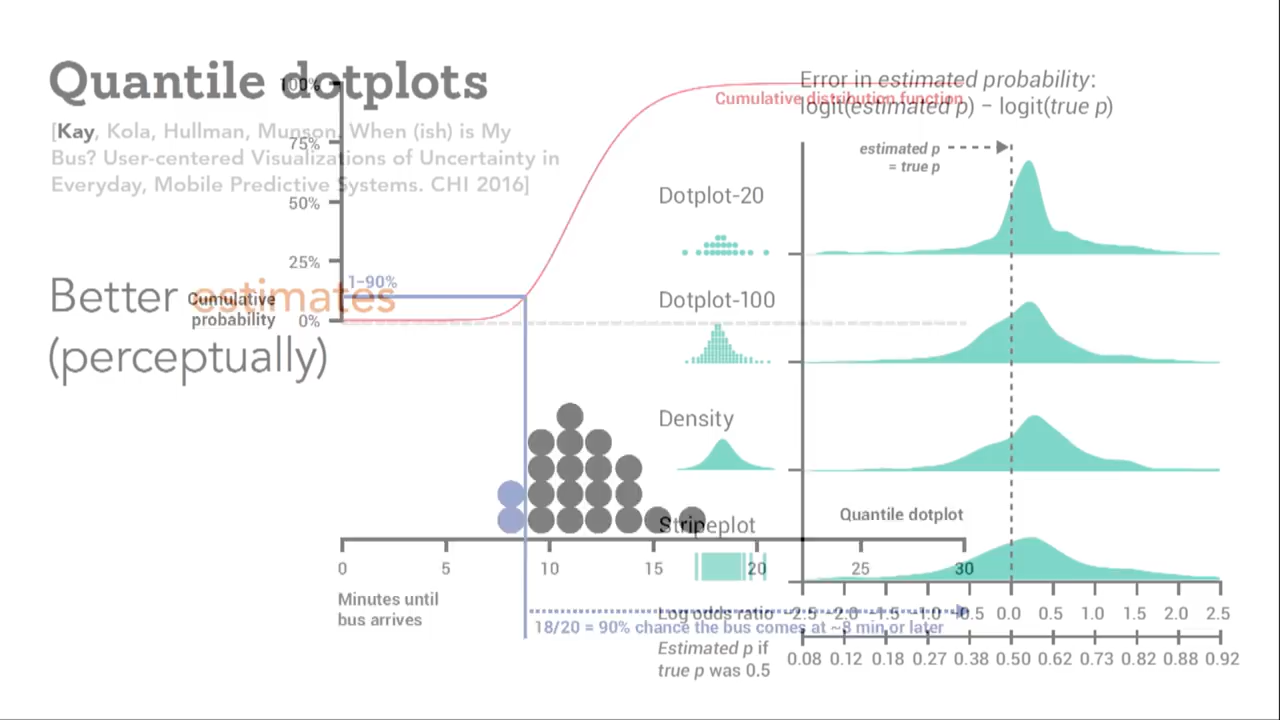 Quantile dotplots
[Kay, Kola, Hullman, Munson. When (ish) is My
Bus? User-centered Visualizations of Uncertainty in
Everyday, Mobile Predictive Systems. CHI 2016]
Better estimates
(perceptually)
100%
75%
50%
25%
0%
Cumulative
probability
1–90%
Cumulative distribution function
Error in estimated probability:
logit(estimated p) − logit(true p)
estimated p
= true p
Dotplot-20
Dotplot-100
Density
Stripeplot
Quantile dotplot
0 5 10 15 20 25 30
Minutes until
bus arrives
18/20 = 90% chance the bus comes at ~8 min or later
Log odds ratio -2.5 -2.0 -1.5 -1.0 -0.5 0.0 0.5 1.0 1.5 2.0 2.5
Estimated p if
true p was 0.5
0.08 0.12 0.18 0.27 0.38 0.50 0.62 0.73 0.82 0.88 0.92